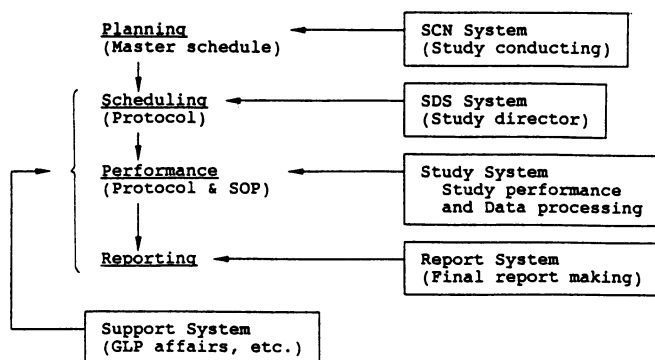 Planning
(Master schedule)
SCN System
(Study conducting)
Scheduling
(Protocol)
SDS System
(Study director)
Performance
(Protocol & SOP)
Study System
Study performance
and Data processing
Reporting
Report System
(Final report making)
Support System
(GLP affairs, etc.)